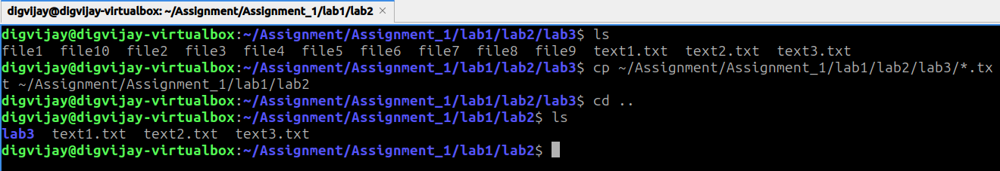 digvijay@digvijay-virtualbox: ~/Assignment/Assignment_1/lab1/lab2 ×
digvijay@digvijay-virtualbox:~/Assignment/Assignment_1/lab1/lab2/lab3$ ls
file1  file10  file2  file3  file4  file5  file6  file7  file8  file9  text1.txt  text2.txt  text3.txt
digvijay@digvijay-virtualbox:~/Assignment/Assignment_1/lab1/lab2/lab3$ cp ~/Assignment/Assignment_1/lab1/lab2/lab3/*.tx
t ~/Assignment/Assignment_1/lab1/lab2
digvijay@digvijay-virtualbox:~/Assignment/Assignment_1/lab1/lab2/lab3$ cd ..
digvijay@digvijay-virtualbox:~/Assignment/Assignment_1/lab1/lab2$ ls
lab3  text1.txt  text2.txt  text3.txt
digvijay@digvijay-virtualbox:~/Assignment/Assignment_1/lab1/lab2$